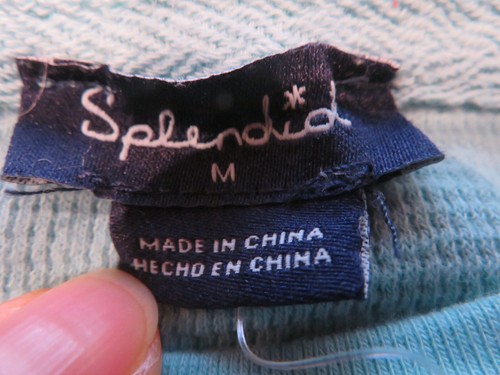 Splendid
M
MADE IN CHINA
HECHO EN CHINA